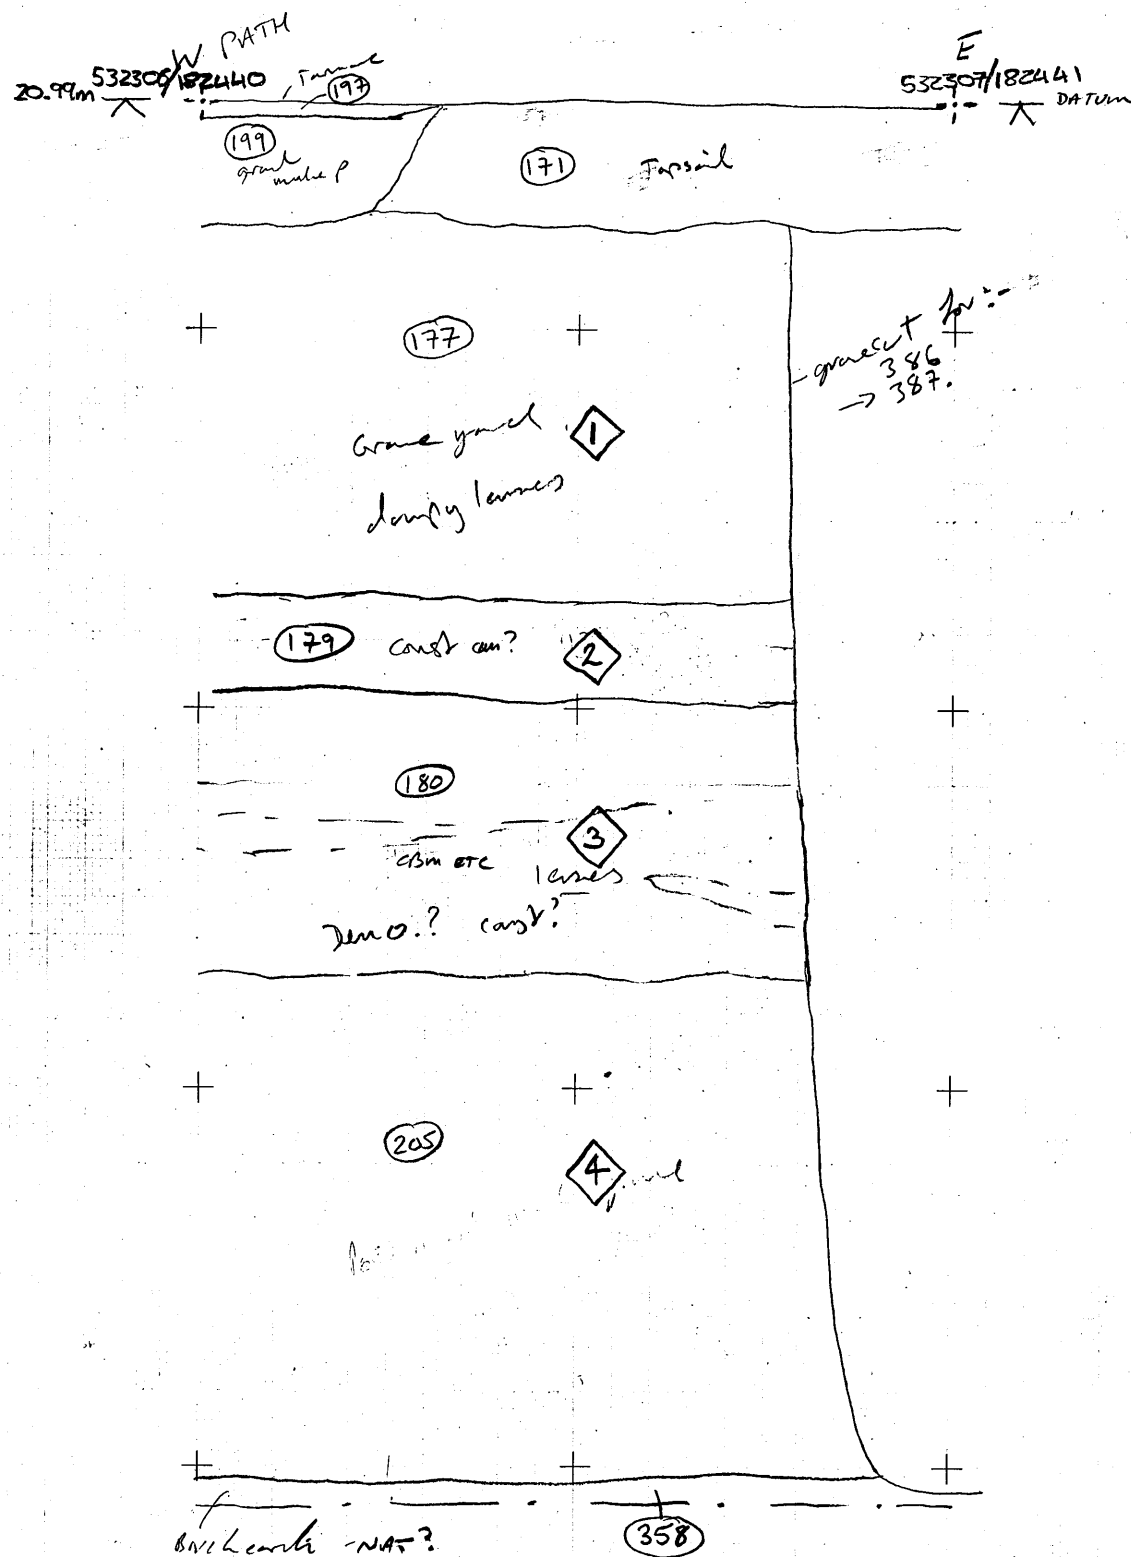 W PATH
E
20.99m 532306/182440
Tarmac
197
532307/182441
DATUM
199
gravel
make p
171
Topsoil
177
gravecut for:-
386
→ 387.
Grave yard
1
dumpy lenses
179 const
2
180
3
CBM ETC
lenses
Demo.? const?
205
4
Brickearth - NAT?
358